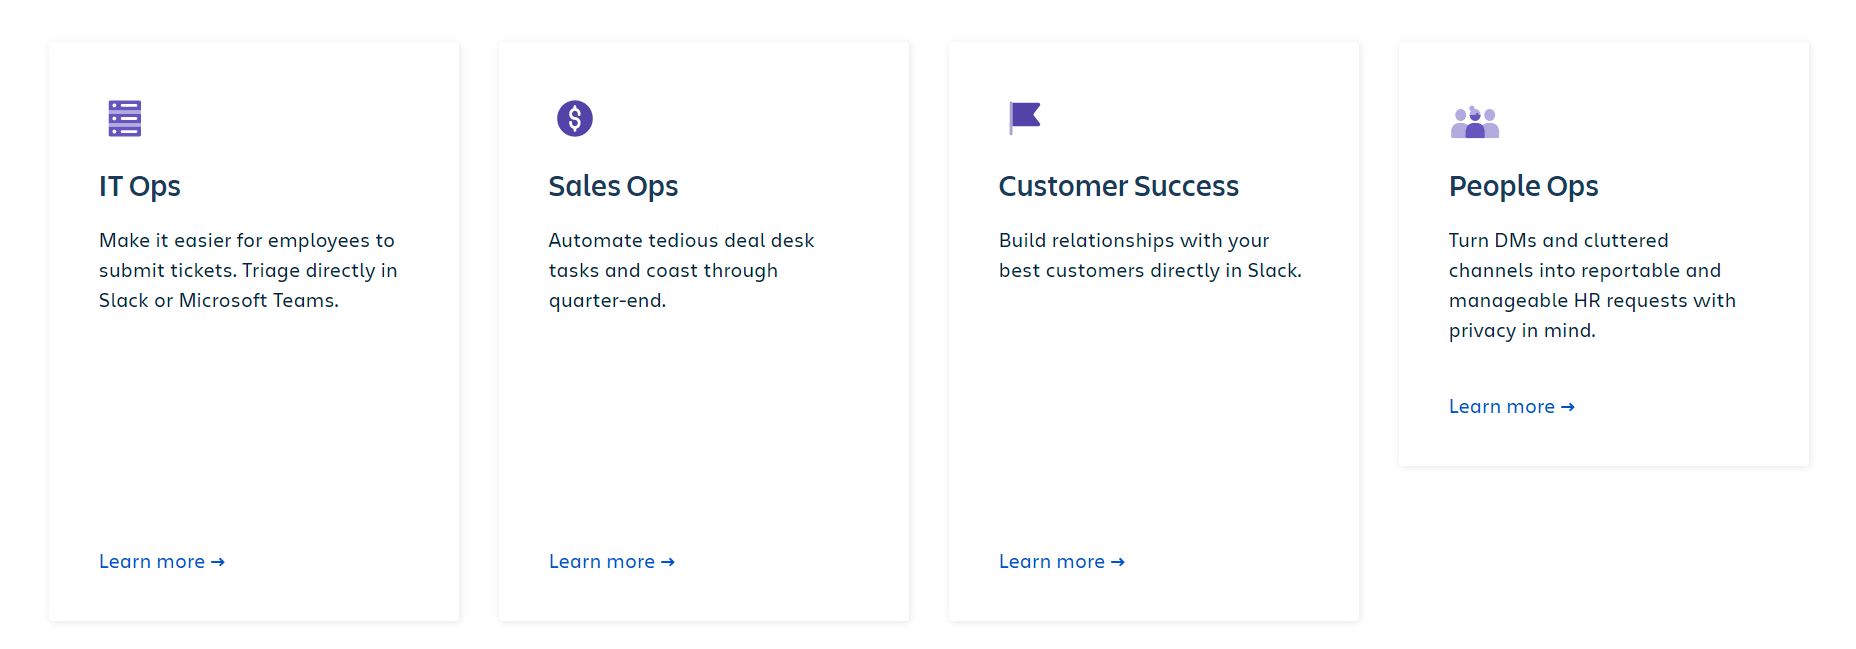 IT Ops
Make it easier for employees to
submit tickets. Triage directly in
Slack or Microsoft Teams.
Learn more →
Sales Ops
Automate tedious deal desk
tasks and coast through
quarter-end.
Learn more →
Customer Success
Build relationships with your
best customers directly in Slack.
Learn more →
People Ops
Turn DMs and cluttered
channels into reportable and
manageable HR requests with
privacy in mind.
Learn more →